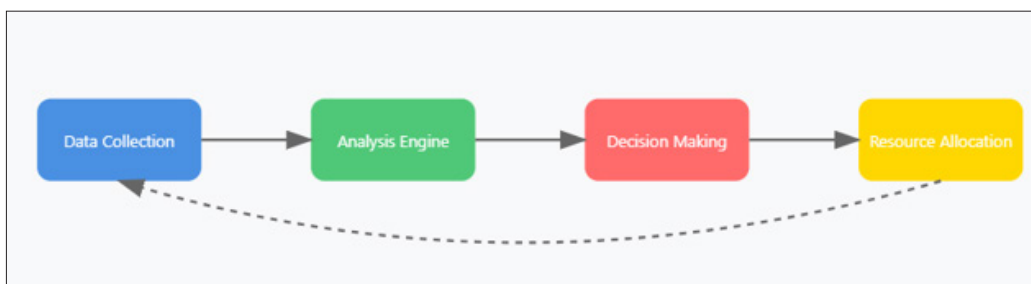 Data Collection
Analysis Engine
Decision Making
Resource Allocation